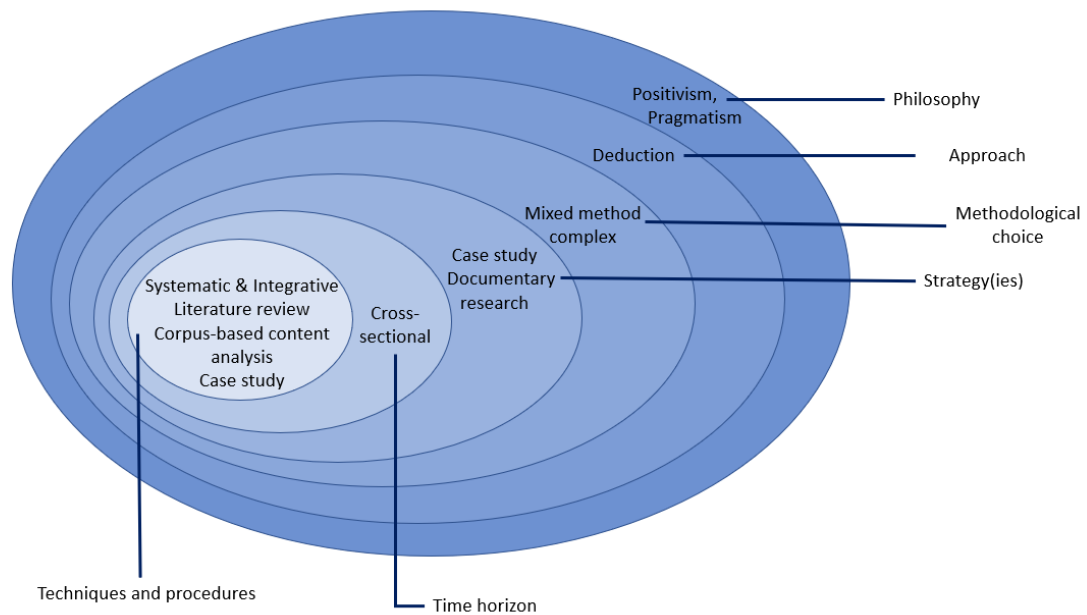 Positivism,
Pragmatism
Philosophy
Deduction
Approach
Mixed method
complex
Methodological
choice
Case study
Documentary
research
Strategy(ies)
Cross-
sectional
Systematic & Integrative
Literature review
Corpus-based content
analysis
Case study
Techniques and procedures
Time horizon